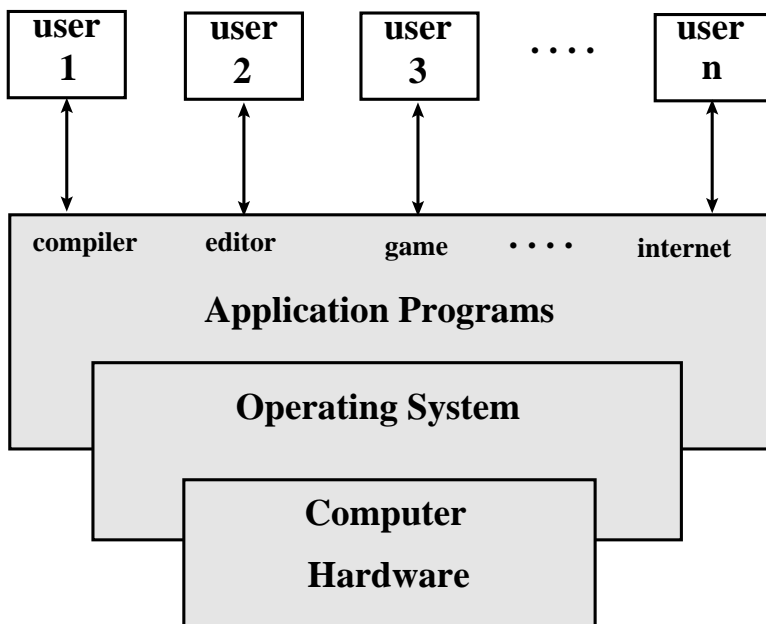 user user user .... user
1 2 3 n
compiler editor game .... internet
Application Programs
Operating System
Computer
Hardware